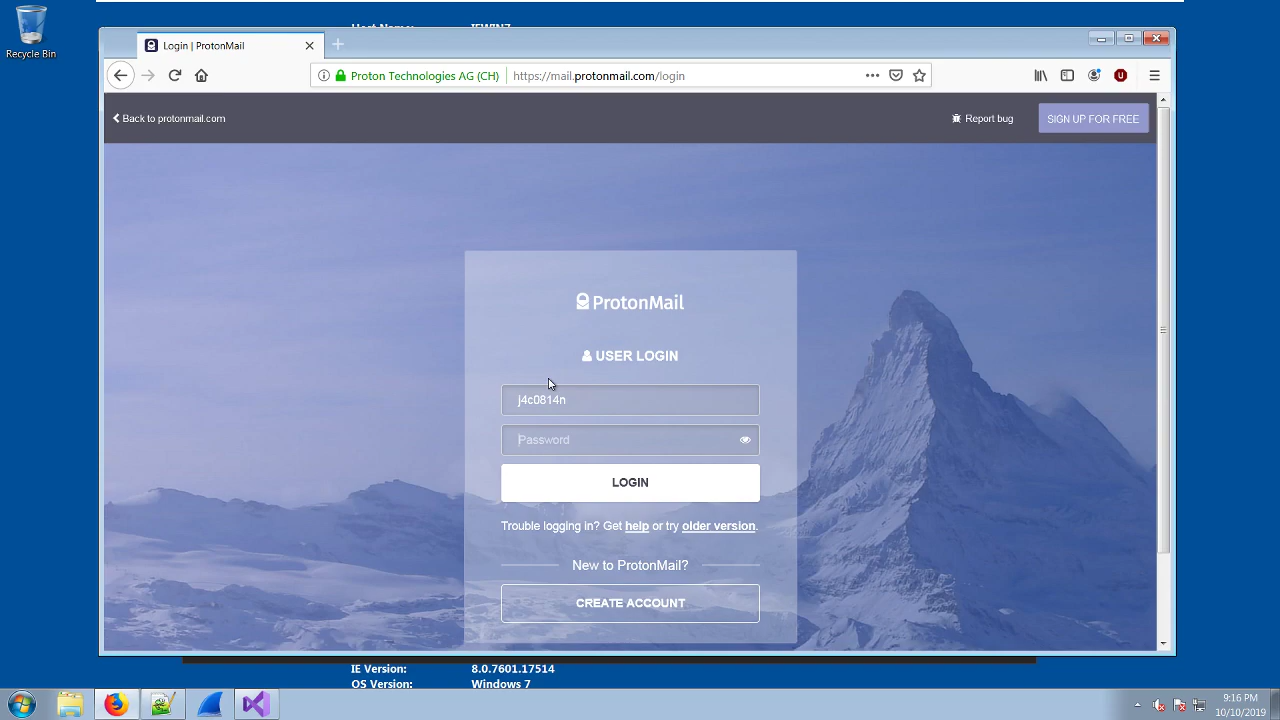 Recycle Bin
Login | ProtonMail
Proton Technologies AG (CH)
https://mail.protonmail.com/login
Back to protonmail.com
Report bug
SIGN UP FOR FREE
ProtonMail
USER LOGIN
j4c0814n
Password
LOGIN
Trouble logging in? Get help or try older version.
New to ProtonMail?
CREATE ACCOUNT
IE Version: 8.0.7601.17514
OS Version: Windows 7
9:16 PM
10/10/2019